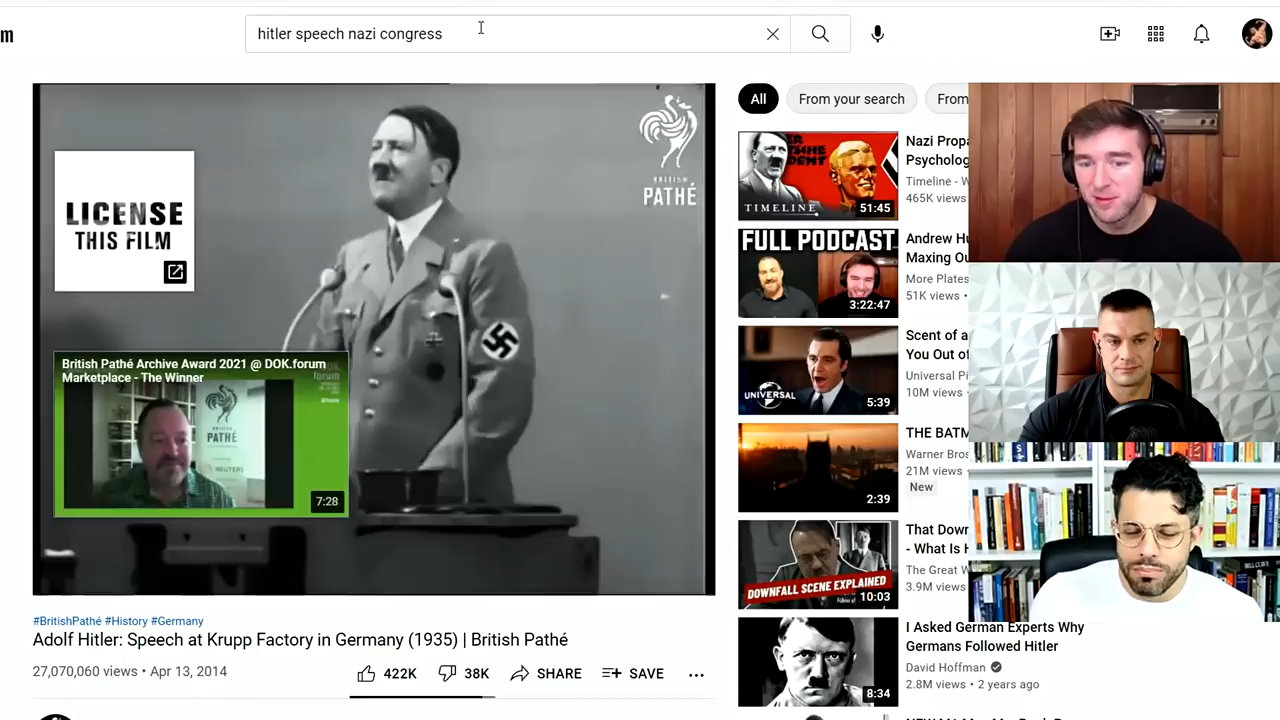 m
hitler speech nazi congress
LICENSE
THIS FILM
BRITISH
PATHÉ
British Pathé Archive Award 2021 @ DOK.forum
Marketplace - The Winner
BRITISH
PATHÉ
REUTERS
7:28
#BritishPathé #History #Germany
Adolf Hitler: Speech at Krupp Factory in Germany (1935) | British Pathé
27,070,060 views • Apr 13, 2014
422K
38K
SHARE
SAVE
All
From your search
From
TIMELINE
51:45
Nazi Propa
Psycholog
Timeline - W
465K views •
FULL PODCAST
3:22:47
Andrew Hu
Maxing Ou
More Plates
51K views •
UNIVERSAL
5:39
Scent of a
You Out of
Universal Pi
10M views •
2:39
THE BATM
Warner Bros
21M views •
New
DOWNFALL SCENE EXPLAINED
10:03
That Down
- What Is H
The Great W
3.9M views
8:34
I Asked German Experts Why
Germans Followed Hitler
David Hoffman
2.8M views • 2 years ago